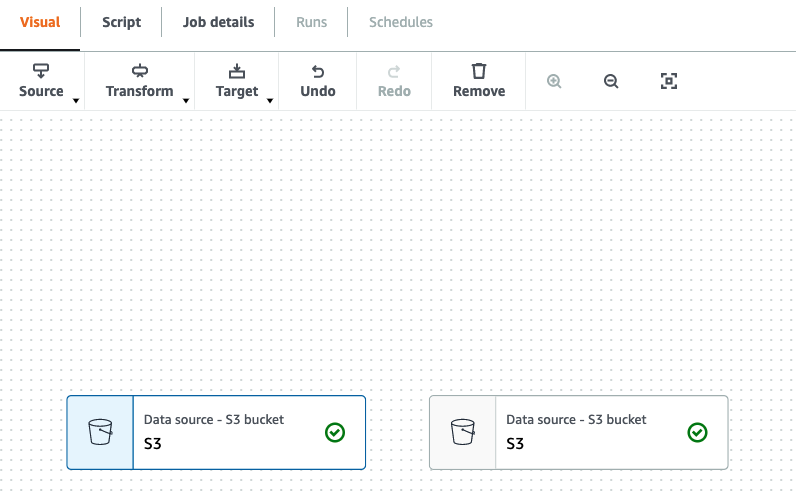 Visual Script Job details Runs Schedules
Source Transform Target Undo Redo Remove
Data source - S3 bucket
S3
Data source - S3 bucket
S3